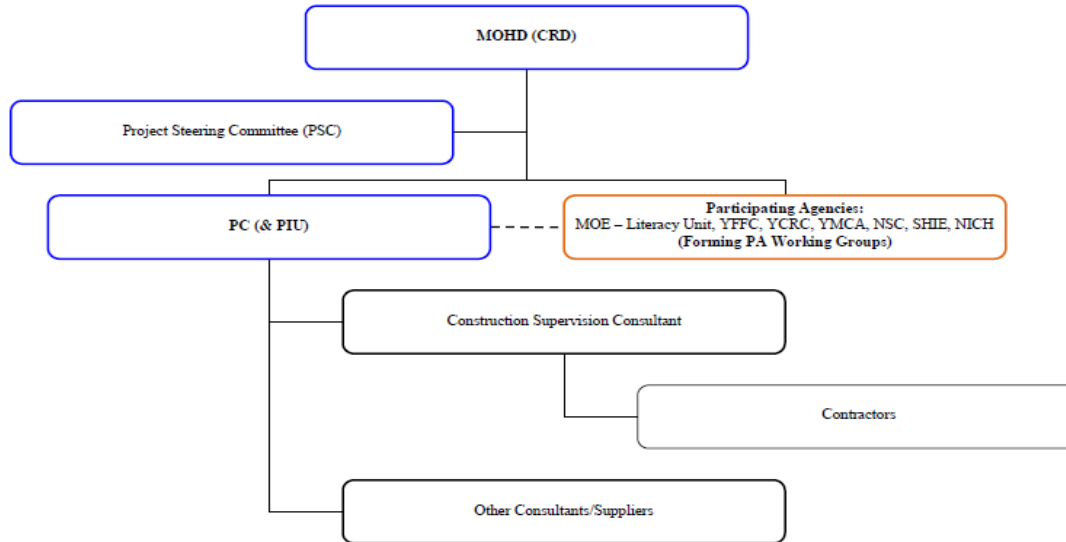 MOHD (CRD)
Project Steering Committee (PSC)
PC (& PIU)
Participating Agencies:
MOE – Literacy Unit, YFFC, YCRC, YMCA, NSC, SHIE, NICH
(Forming PA Working Groups)
Construction Supervision Consultant
Contractors
Other Consultants/Suppliers